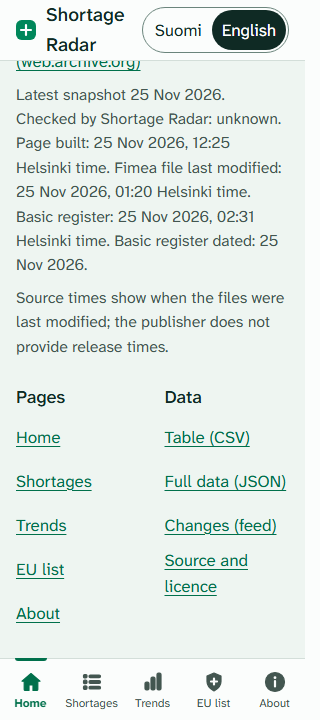 Shortage
Radar
Suomi
English
(web.archive.org)
Latest snapshot 25 Nov 2026.
Checked by Shortage Radar: unknown.
Page built: 25 Nov 2026, 12:25
Helsinki time. Fimea file last modified:
25 Nov 2026, 01:20 Helsinki time.
Basic register: 25 Nov 2026, 02:31
Helsinki time. Basic register dated: 25
Nov 2026.
Source times show when the files were
last modified; the publisher does not
provide release times.
Pages
Home
Shortages
Trends
EU list
About
Data
Table (CSV)
Full data (JSON)
Changes (feed)
Source and
licence
Home
Shortages
Trends
EU list
About